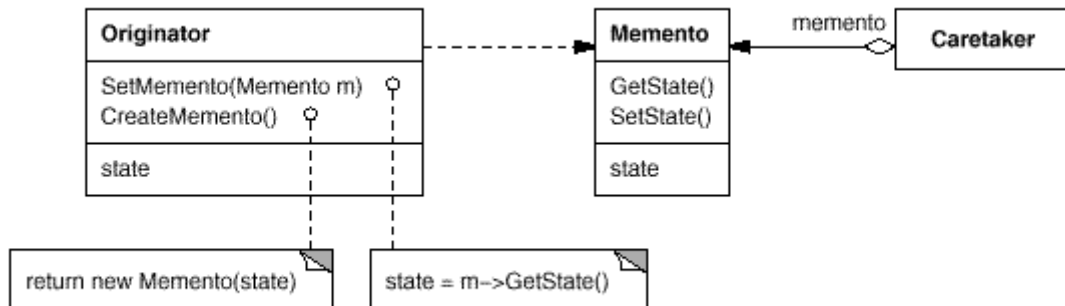 Originator
SetMemento(Memento m)
CreateMemento()
state
Memento
GetState()
SetState()
state
memento
Caretaker
return new Memento(state)
state = m->GetState()